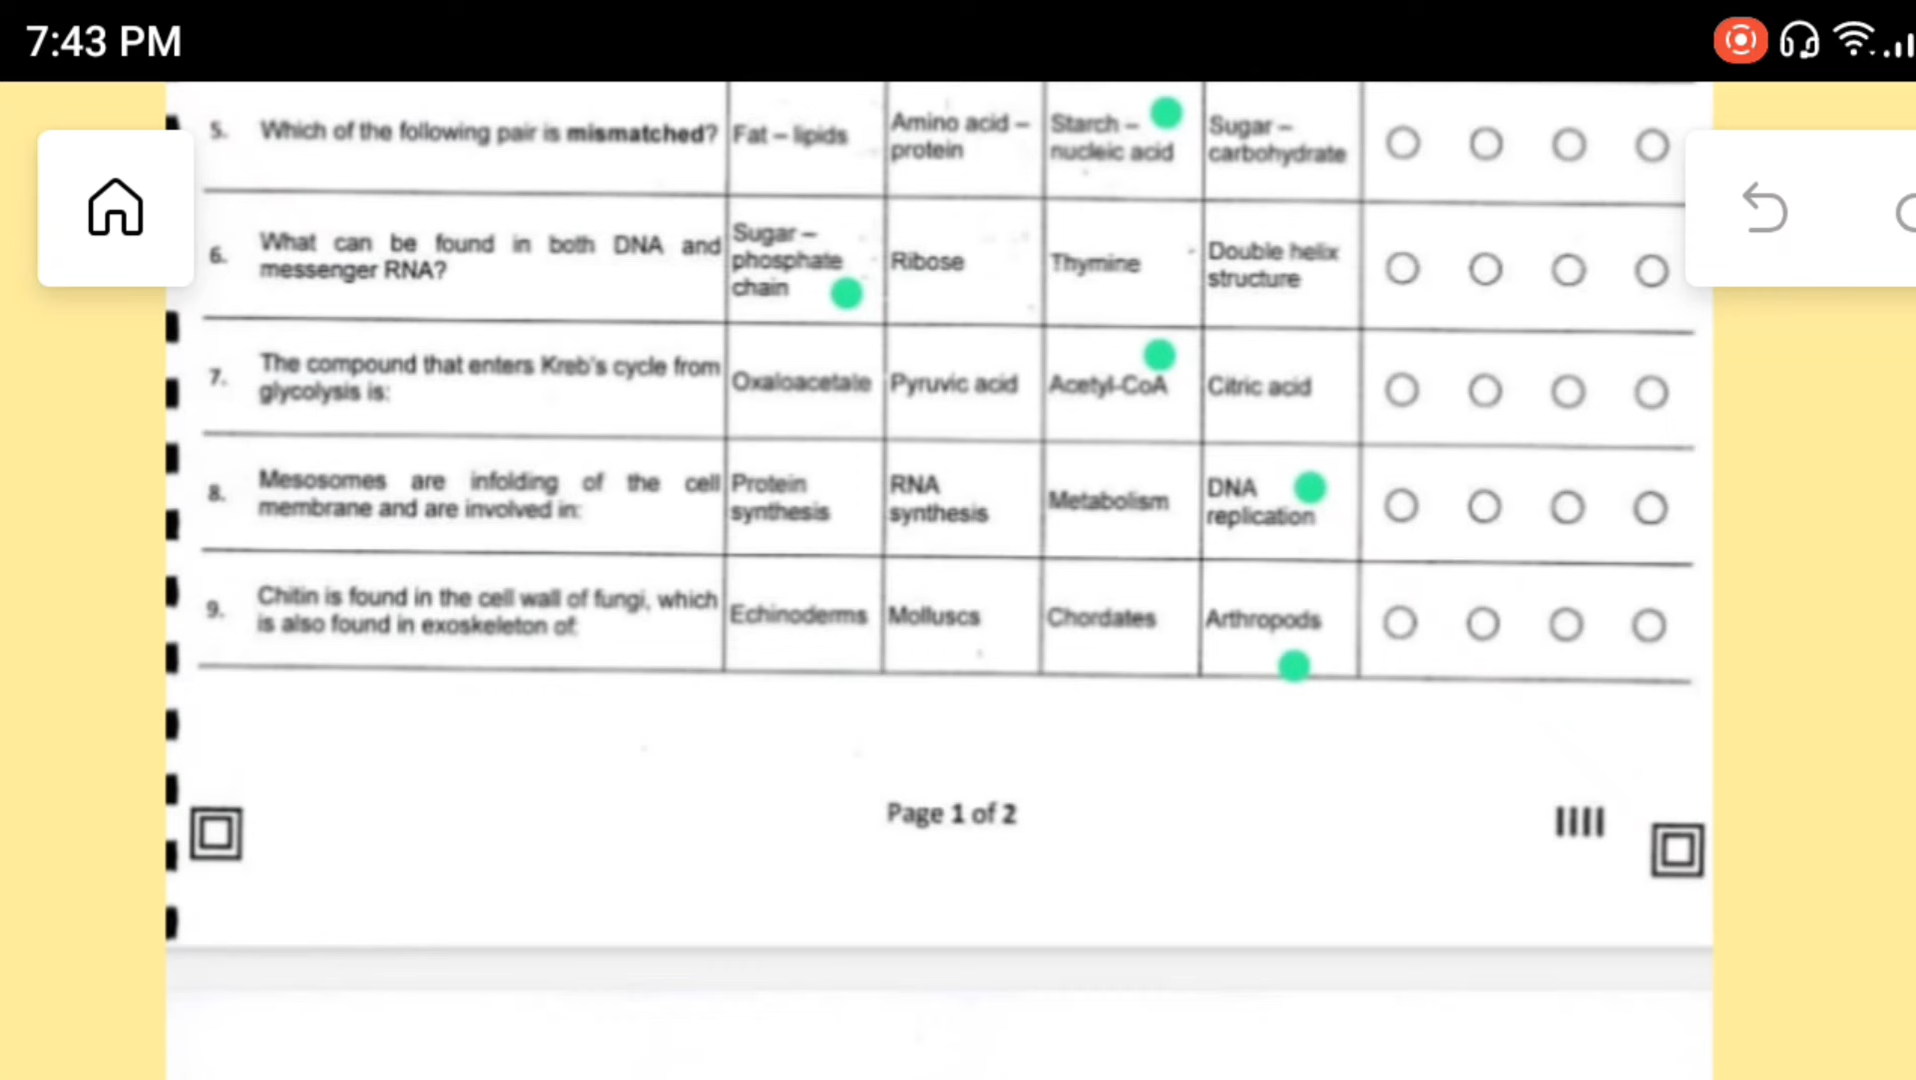 7:43 PM
5. Which of the following pair is mismatched? Fat – lipids Amino acid – protein Starch – nucleic acid Sugar – carbohydrate
6. What can be found in both DNA and messenger RNA? Sugar – phosphate chain Ribose Thymine Double helix structure
7. The compound that enters Kreb's cycle from glycolysis is: Oxaloacetate Pyruvic acid Acetyl-CoA Citric acid
8. Mesosomes are infolding of the cell membrane and are involved in: Protein synthesis RNA synthesis Metabolism DNA replication
9. Chitin is found in the cell wall of fungi, which is also found in exoskeleton of: Echinoderms Molluscs Chordates Arthropods
Page 1 of 2